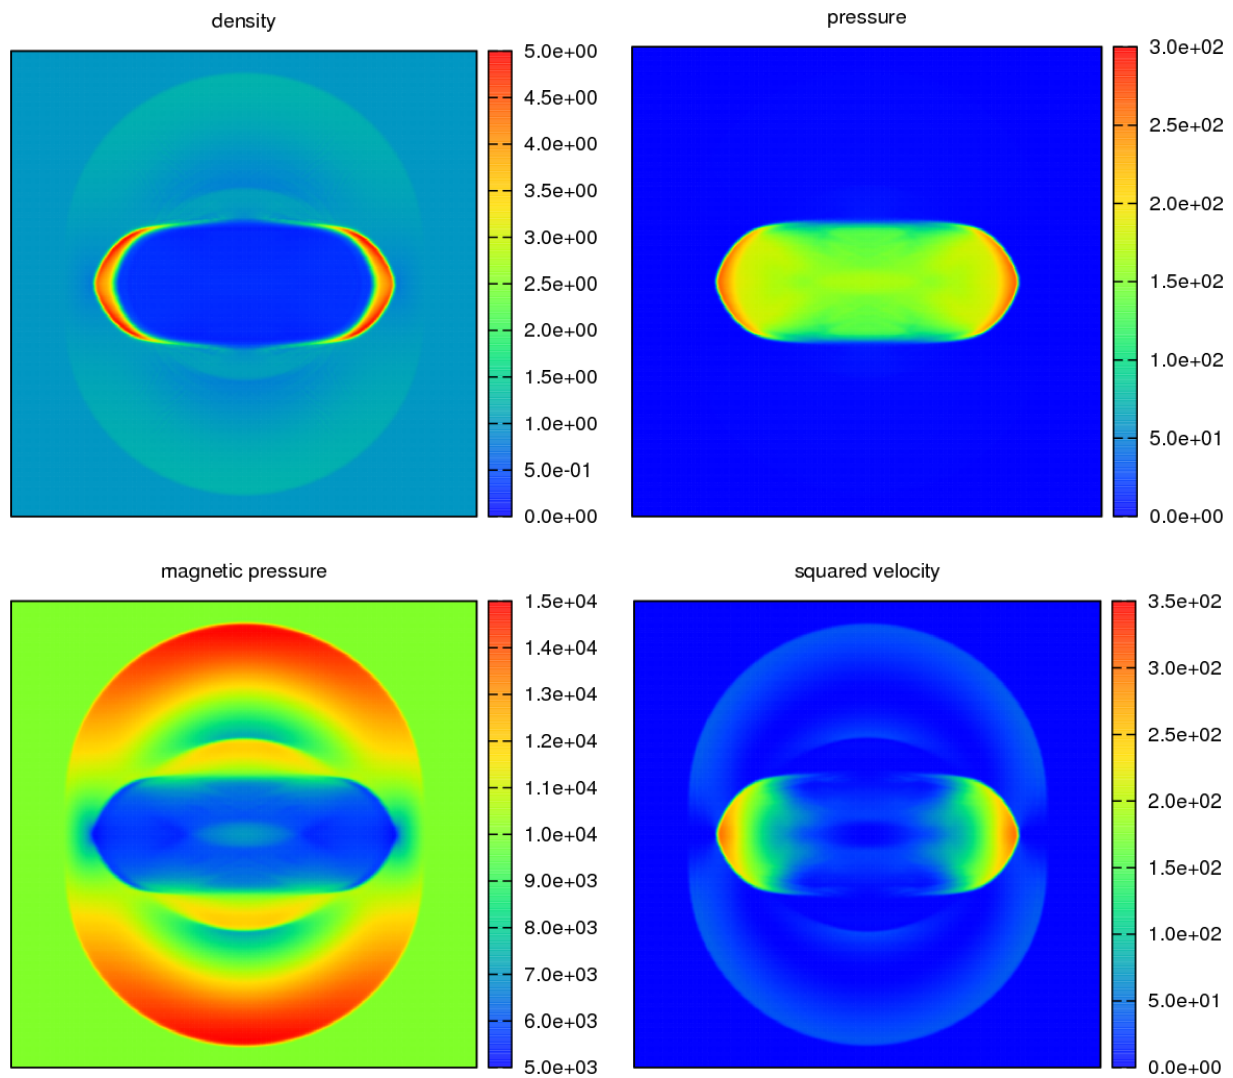 density
5.0e+00
4.5e+00
4.0e+00
3.5e+00
3.0e+00
2.5e+00
2.0e+00
1.5e+00
1.0e+00
5.0e-01
0.0e+00
pressure
3.0e+02
2.5e+02
2.0e+02
1.5e+02
1.0e+02
5.0e+01
0.0e+00
magnetic pressure
1.5e+04
1.4e+04
1.3e+04
1.2e+04
1.1e+04
1.0e+04
9.0e+03
8.0e+03
7.0e+03
6.0e+03
5.0e+03
squared velocity
3.5e+02
3.0e+02
2.5e+02
2.0e+02
1.5e+02
1.0e+02
5.0e+01
0.0e+00